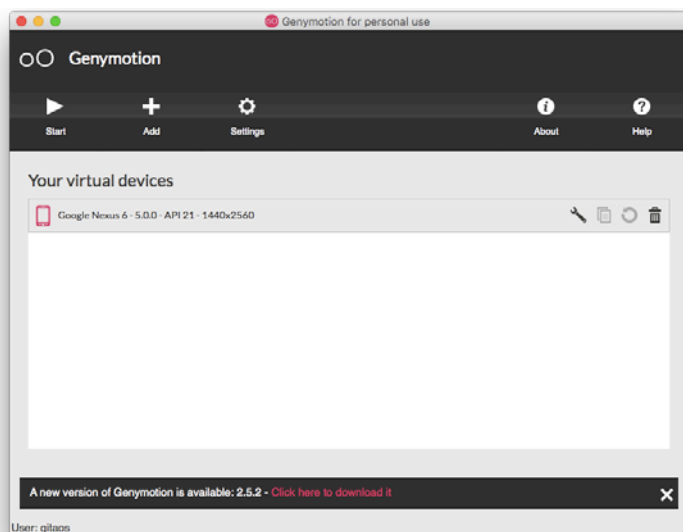 Genymotion for personal use
Genymotion
Start Add Settings About Help
Your virtual devices
Google Nexus 6 - 5.0.0 - API 21 - 1440x2560
A new version of Genymotion is available: 2.5.2 - Click here to download it
User: gitaos